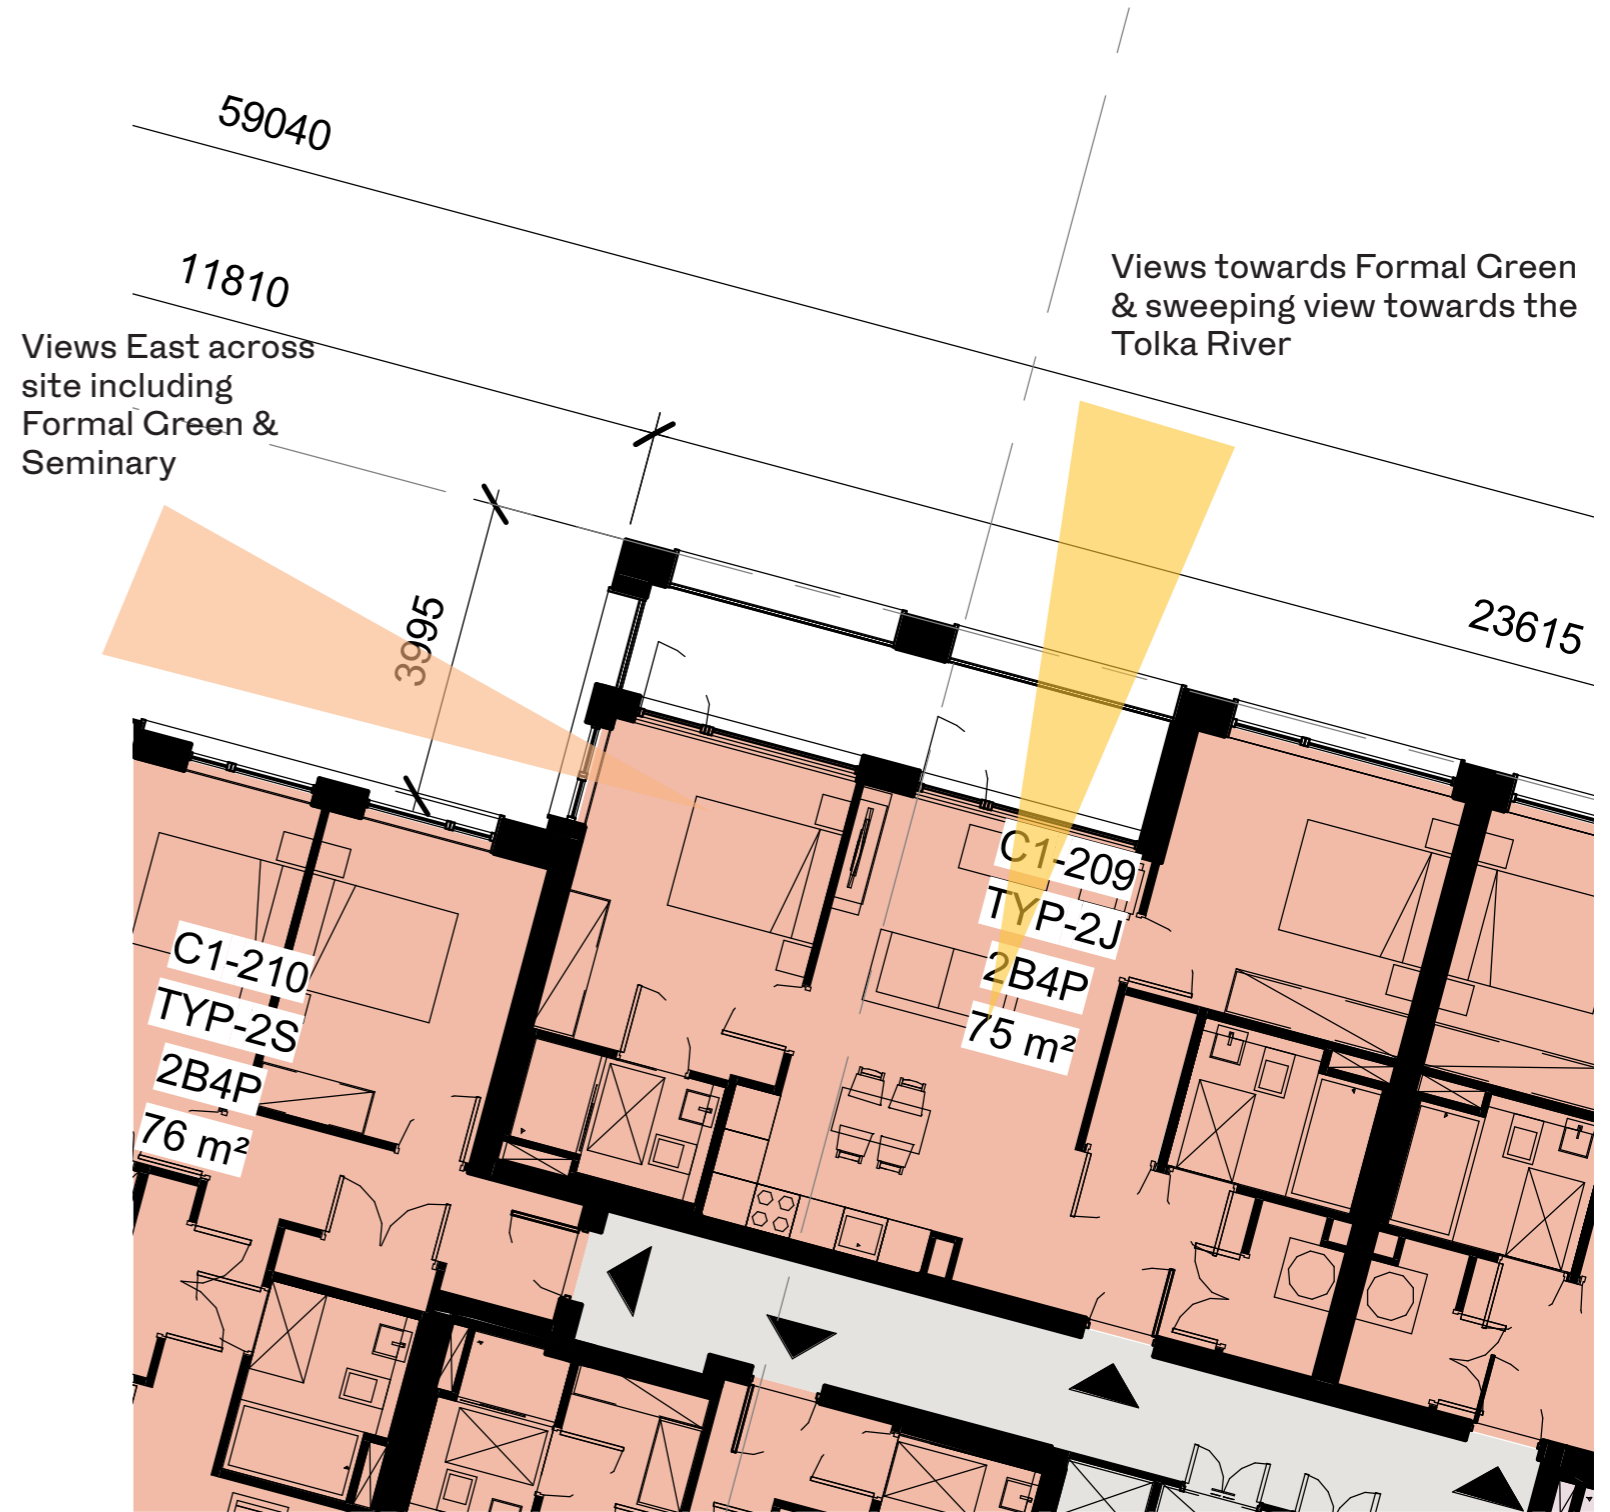 59040
11810
Views towards Formal Green
& sweeping view towards the
Tolka River
Views East across
site including
Formal Green &
Seminary
3995
23615
C1-209
TYP-2J
2B4P
75 m²
C1-210
TYP-2S
2B4P
76 m²